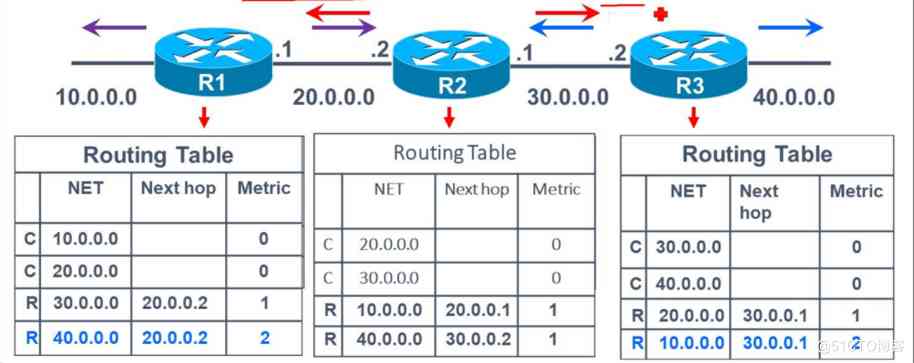 R1
R2
R3
.1
.2
.1
.2
10.0.0.0
20.0.0.0
30.0.0.0
40.0.0.0
Routing Table
NET Next hop Metric
C 10.0.0.0 0
C 20.0.0.0 0
R 30.0.0.0 20.0.0.2 1
R 40.0.0.0 20.0.0.2 2
Routing Table
NET Next hop Metric
C 20.0.0.0 0
C 30.0.0.0 0
R 10.0.0.0 20.0.0.1 1
R 40.0.0.0 30.0.0.2 1
Routing Table
NET Next hop Metric
C 30.0.0.0 0
C 40.0.0.0 0
R 20.0.0.0 30.0.0.1 1
R 10.0.0.0 30.0.0.1 2
@51CTO博客